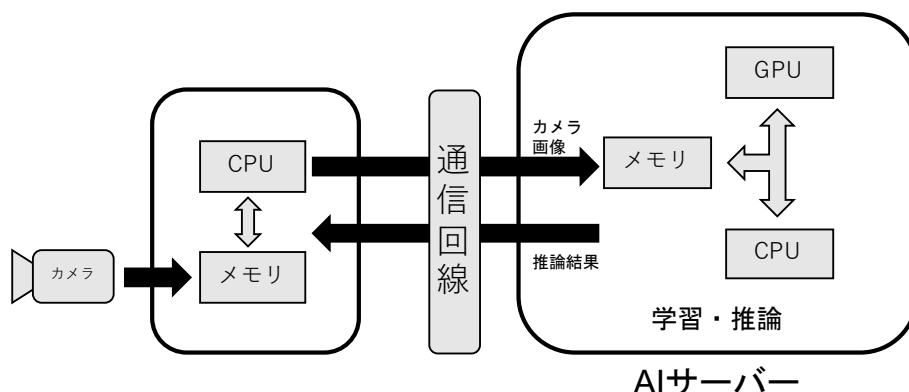 カメラ
CPU
メモリ
通信回線
カメラ
画像
推論結果
メモリ
GPU
CPU
学習・推論
AIサーバー